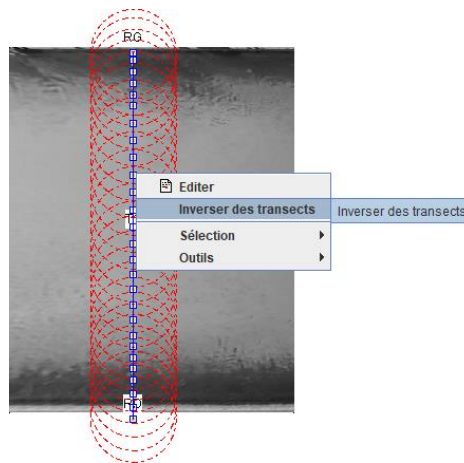 RG
Editer
Inverser des transects
Inverser des transects
Sélection
Outils
RD